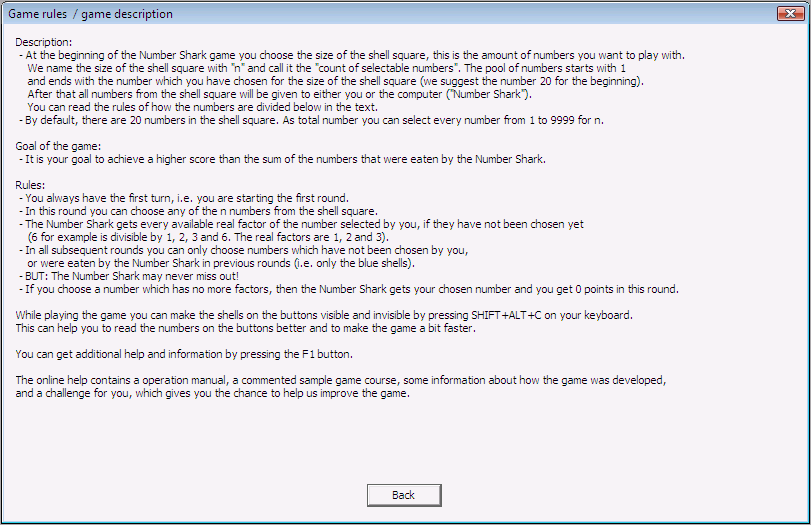 Game rules / game description
Description:
- At the beginning of the Number Shark game you choose the size of the shell square, this is the amount of numbers you want to play with.
We name the size of the shell square with "n" and call it the "count of selectable numbers". The pool of numbers starts with 1
and ends with the number which you have chosen for the size of the shell square (we suggest the number 20 for the beginning).
After that all numbers from the shell square will be given to either you or the computer ("Number Shark").
You can read the rules of how the numbers are divided below in the text.
- By default, there are 20 numbers in the shell square. As total number you can select every number from 1 to 9999 for n.
Goal of the game:
- It is your goal to achieve a higher score than the sum of the numbers that were eaten by the Number Shark.
Rules:
- You always have the first turn, i.e. you are starting the first round.
- In this round you can choose any of the n numbers from the shell square.
- The Number Shark gets every available real factor of the number selected by you, if they have not been chosen yet
(6 for example is divisible by 1, 2, 3 and 6. The real factors are 1, 2 and 3).
- In all subsequent rounds you can only choose numbers which have not been chosen by you,
or were eaten by the Number Shark in previous rounds (i.e. only the blue shells).
- BUT: The Number Shark may never miss out!
- If you choose a number which has no more factors, then the Number Shark gets your chosen number and you get 0 points in this round.
While playing the game you can make the shells on the buttons visible and invisible by pressing SHIFT+ALT+C on your keyboard.
This can help you to read the numbers on the buttons better and to make the game a bit faster.
You can get additional help and information by pressing the F1 button.
The online help contains a operation manual, a commented sample game course, some information about how the game was developed,
and a challenge for you, which gives you the chance to help us improve the game.
Back